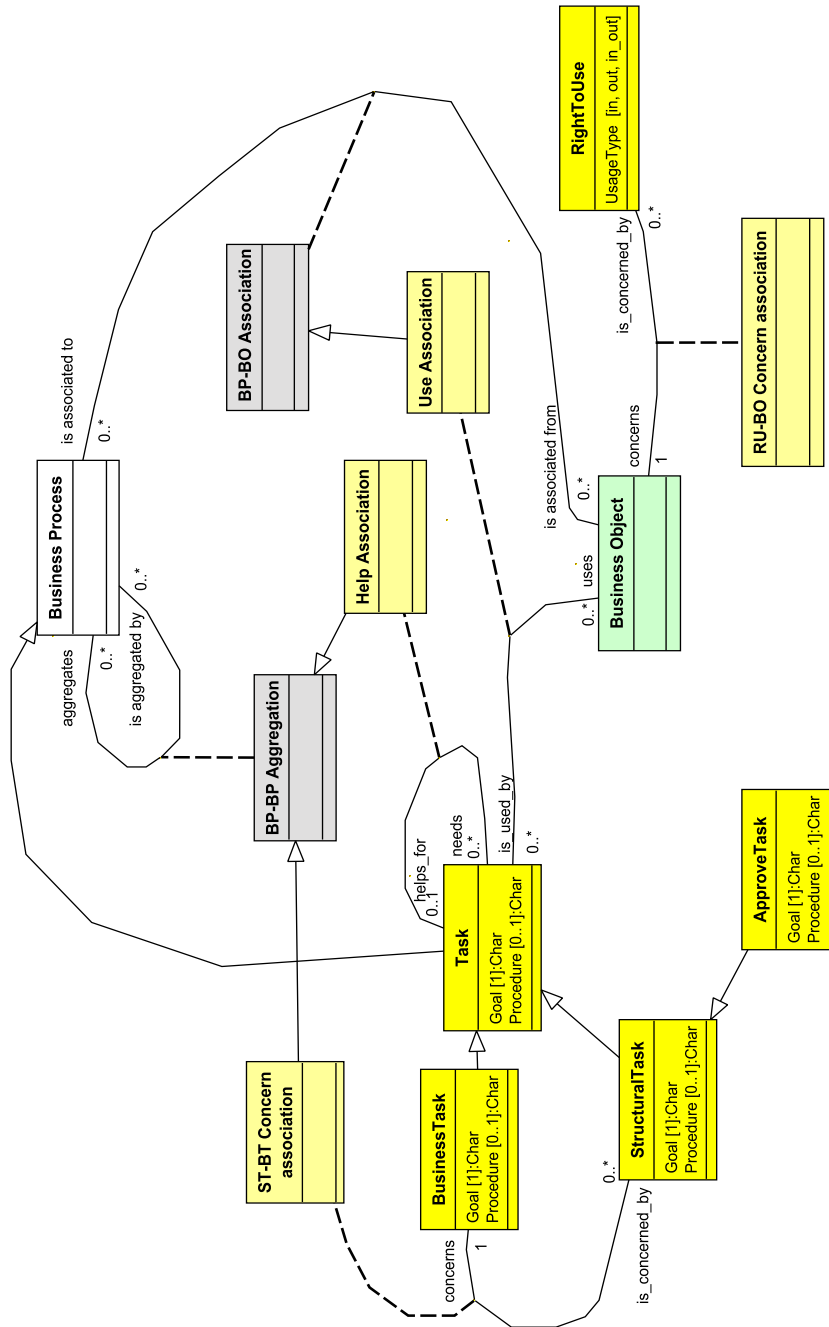 Business Process
aggregates
is associated to
0..*
0..*
is aggregated by
0..*
BP-BO Association
ST-BT Concern
association
BP-BP Aggregation
Help Association
Use Association
helps_for
0..1
needs
0..*
BusinessTask
Goal [1]:Char
Procedure [0..1]:Char
concerns
1
Task
Goal [1]:Char
Procedure [0..1]:Char
is_used_by
0..*
is associated from
0..*
uses
0..*
Business Object
RightToUse
UsageType [in, out, in_out]
is_concerned_by
0..*
concerns
1
0..*
is_concerned_by
StructuralTask
Goal [1]:Char
Procedure [0..1]:Char
ApproveTask
Goal [1]:Char
Procedure [0..1]:Char
RU-BO Concern association